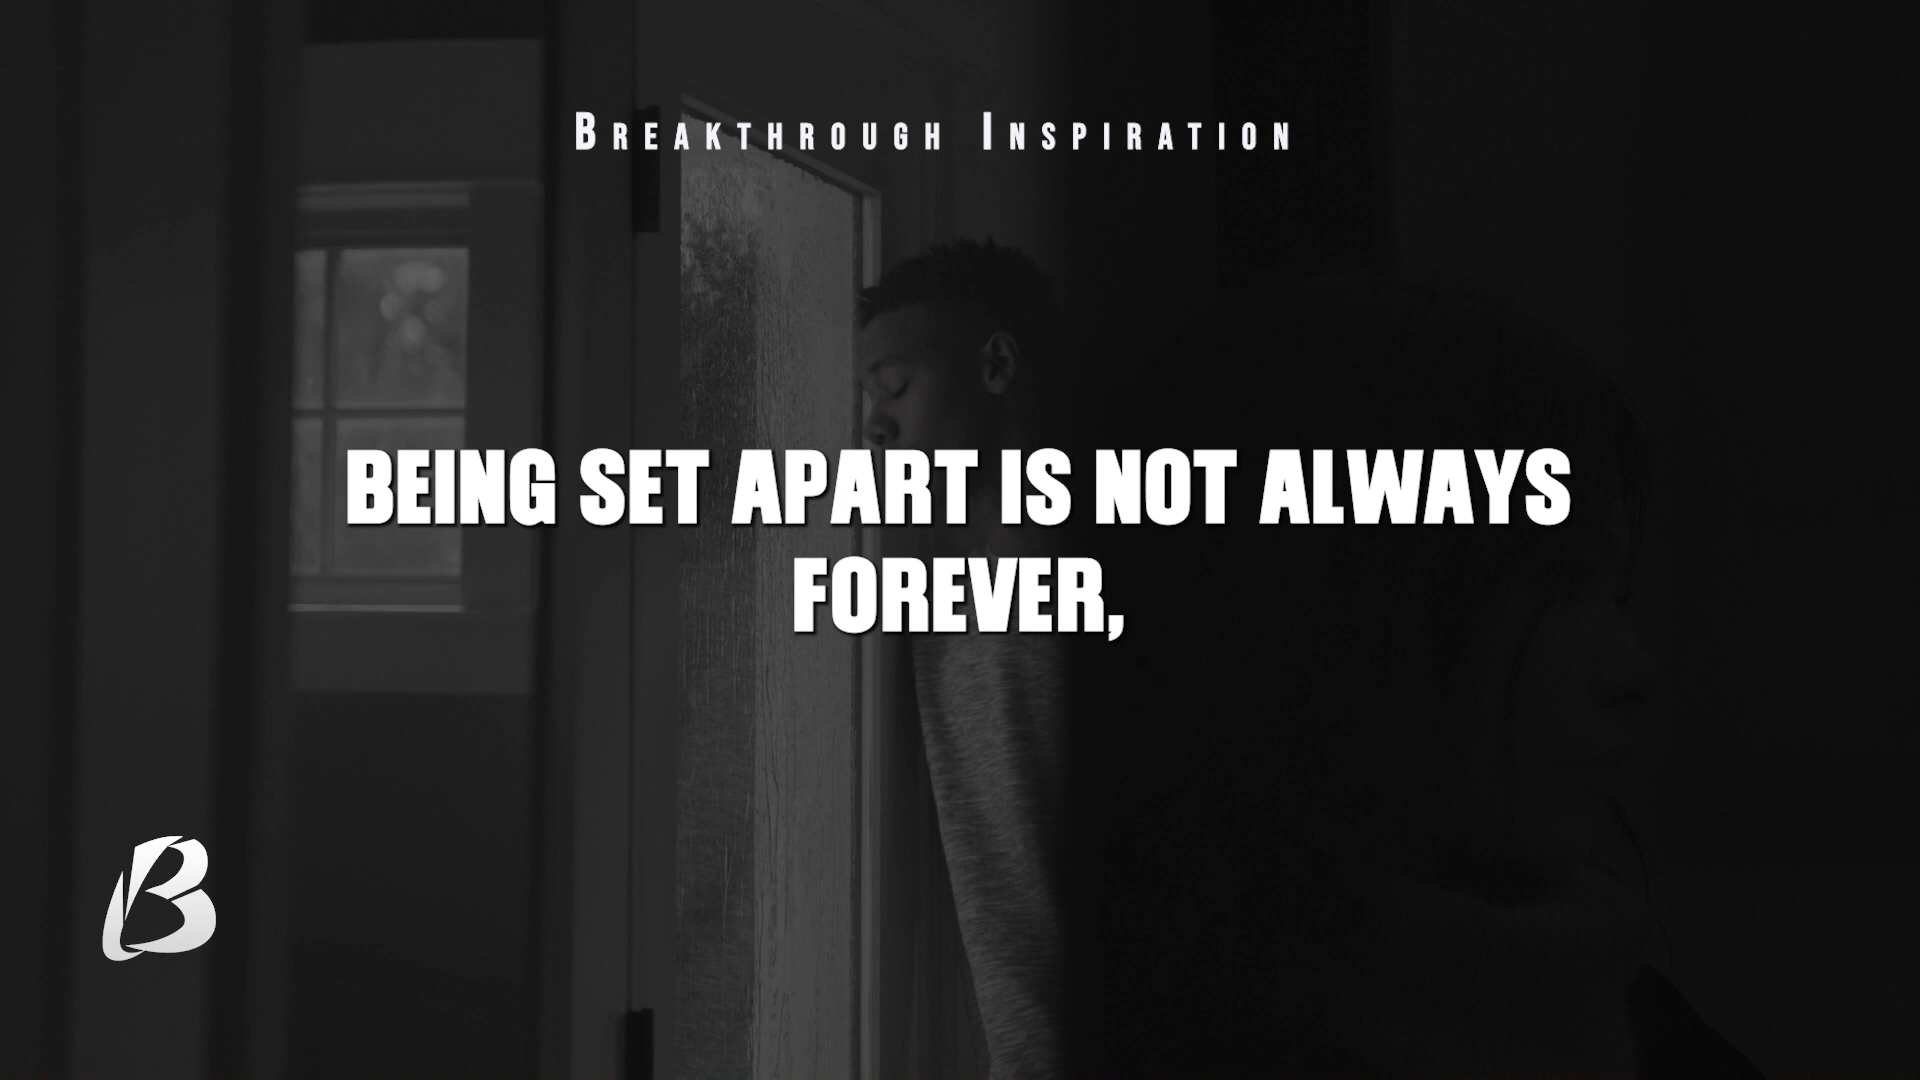 Breakthrough Inspiration
BEING SET APART IS NOT ALWAYS
FOREVER,
B